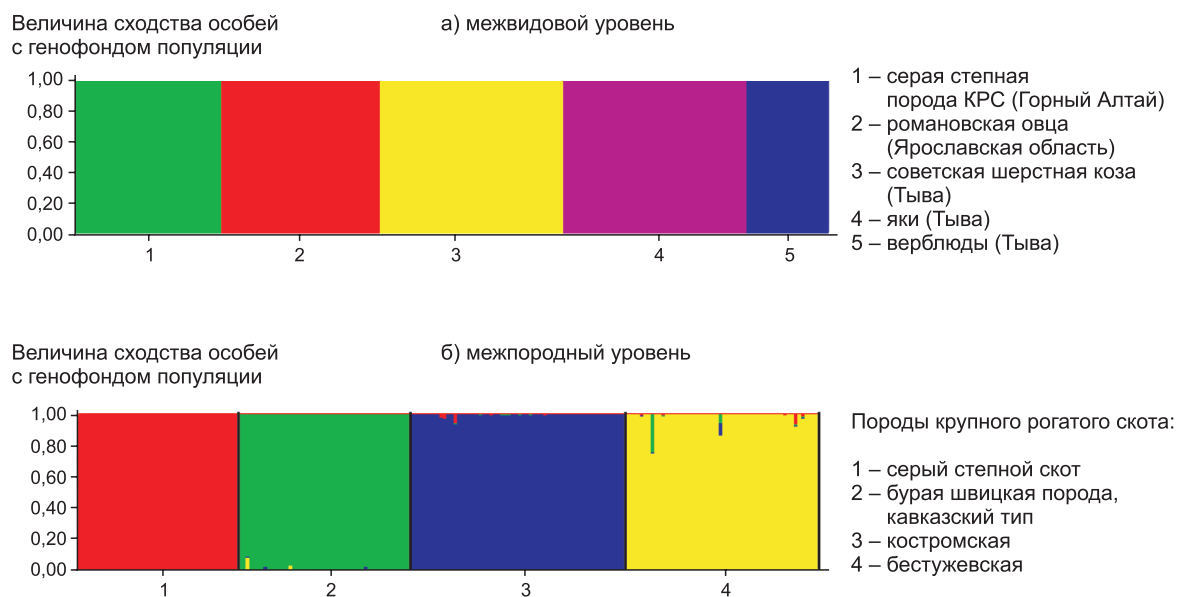 Величина сходства особей
с генофондом популяции
а) межвидовой уровень
1,00
0,80
0,60
0,40
0,20
0,00
1
2
3
4
5
1 – серая степная
порода КРС (Горный Алтай)
2 – романовская овца
(Ярославская область)
3 – советская шерстная коза
(Тыва)
4 – яки (Тыва)
5 – верблюды (Тыва)
Величина сходства особей
с генофондом популяции
б) межпородный уровень
1,00
0,80
0,60
0,40
0,20
0,00
1
2
3
4
Породы крупного рогатого скота:
1 – серый степной скот
2 – бурая швицкая порода,
кавказский тип
3 – костромская
4 – бестужевская